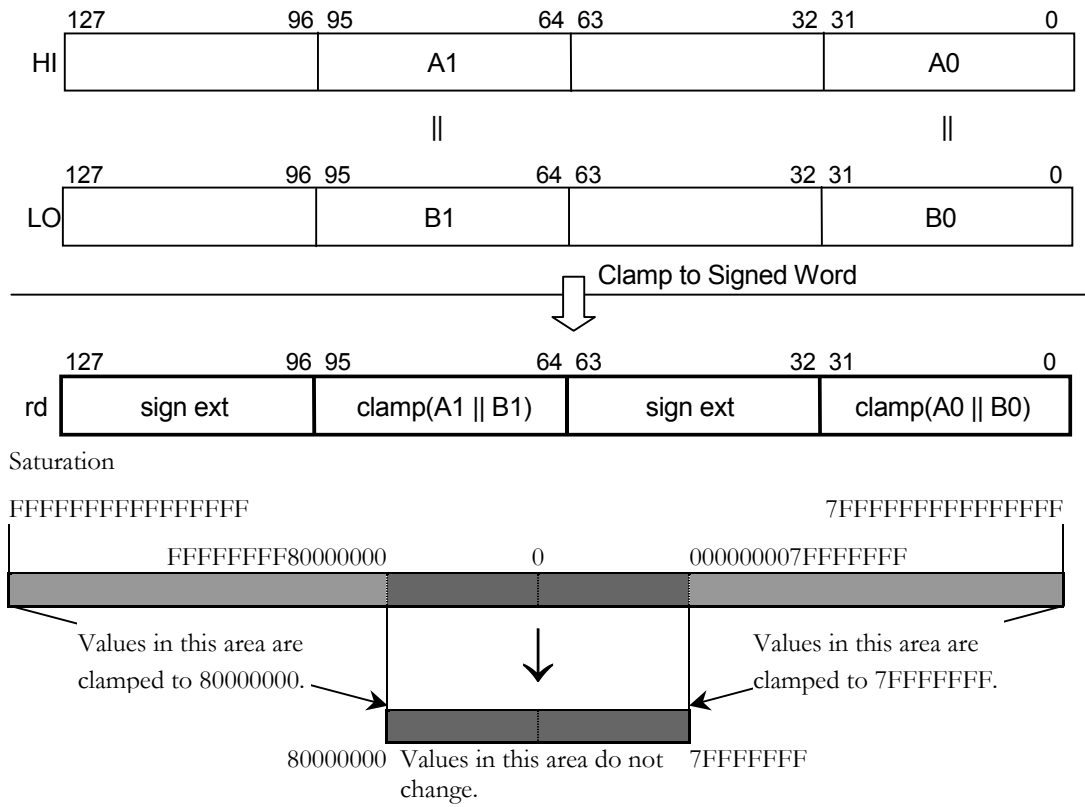 127 96 95 64 63 32 31 0
HI A1 A0
|| ||
127 96 95 64 63 32 31 0
LO B1 B0
Clamp to Signed Word
127 96 95 64 63 32 31 0
rd sign ext clamp(A1 || B1) sign ext clamp(A0 || B0)
Saturation
FFFFFFFFFFFFFFFF 7FFFFFFFFFFFFFFF
FFFFFFFF80000000 0 000000007FFFFFFF
Values in this area are
clamped to 80000000.
Values in this area are
clamped to 7FFFFFFF.
80000000 Values in this area do not 7FFFFFFF
change.